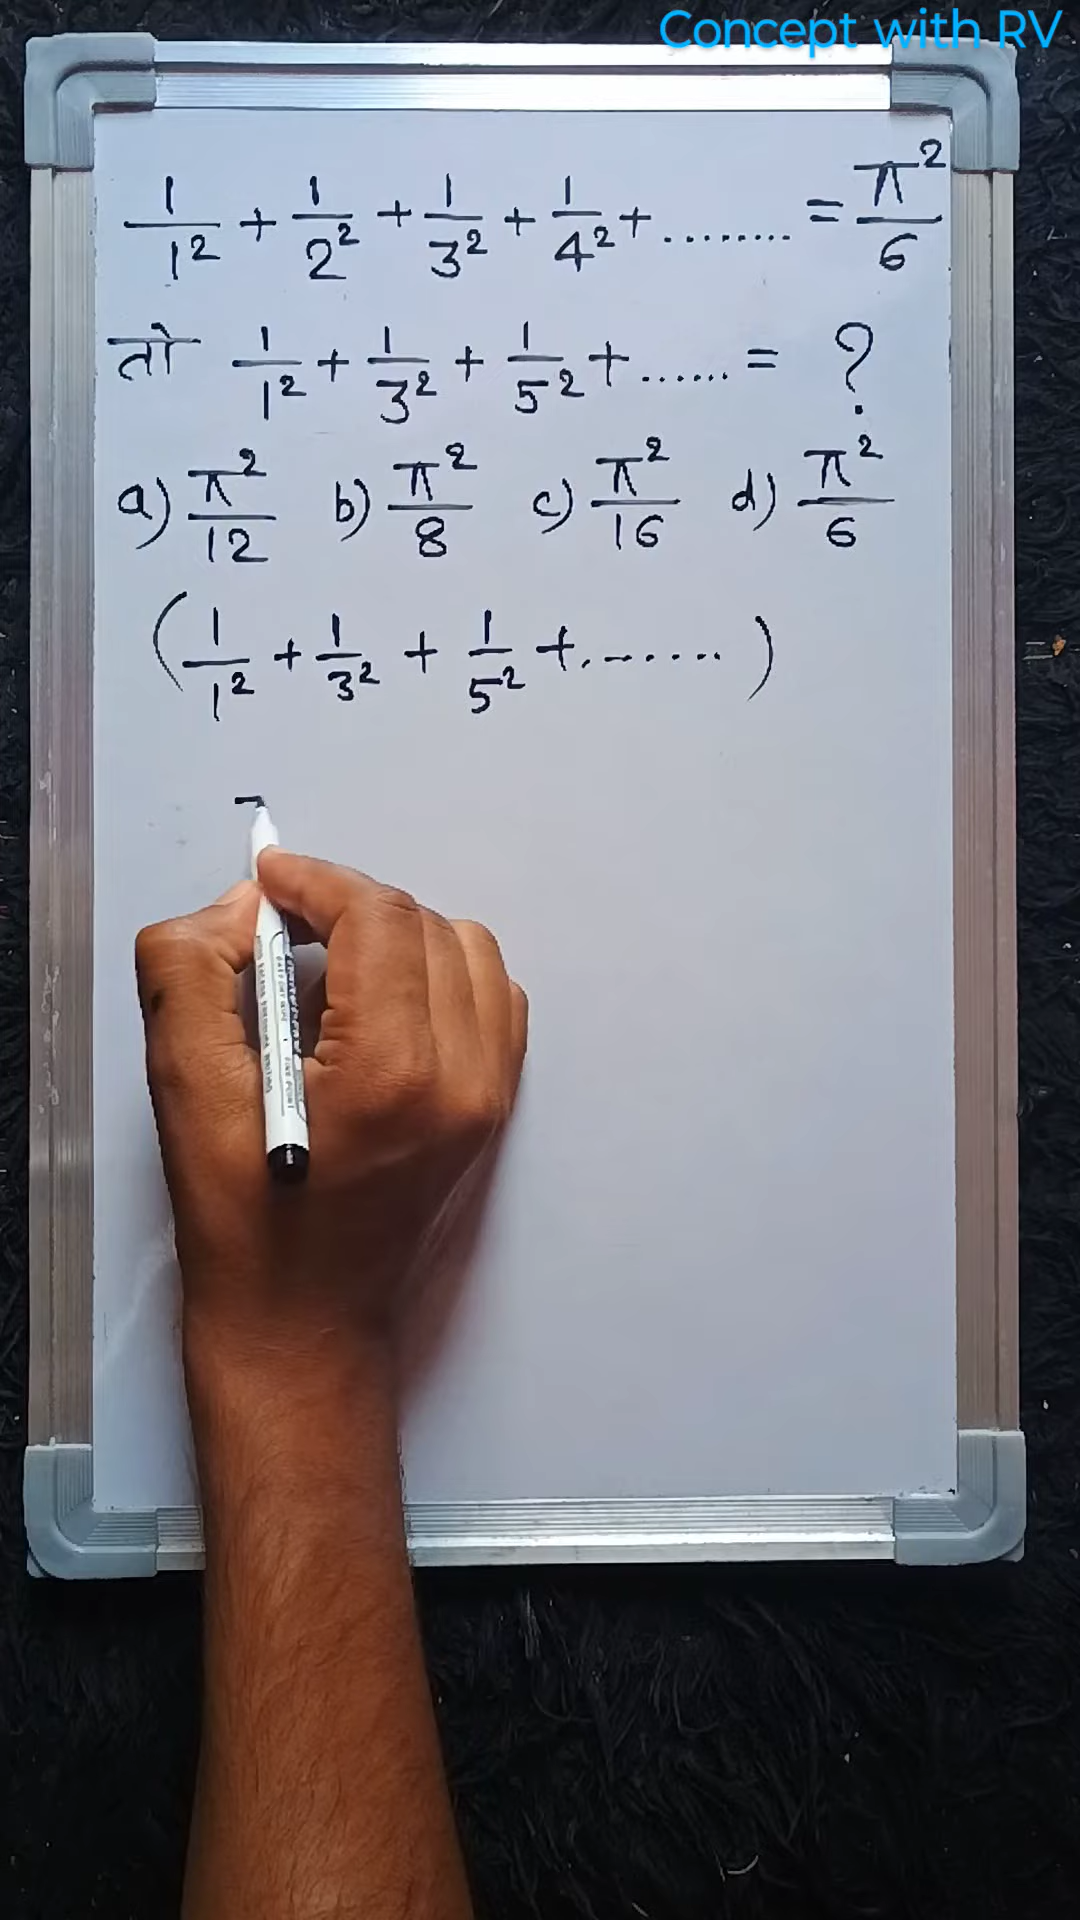 Concept with RV
1/1² + 1/2² + 1/3² + 1/4² + ........ = π²/6
तो 1/1² + 1/3² + 1/5² + ...... = ?
a) π²/12 b) π²/8 c) π²/16 d) π²/6
(1/1² + 1/3² + 1/5² + ........)